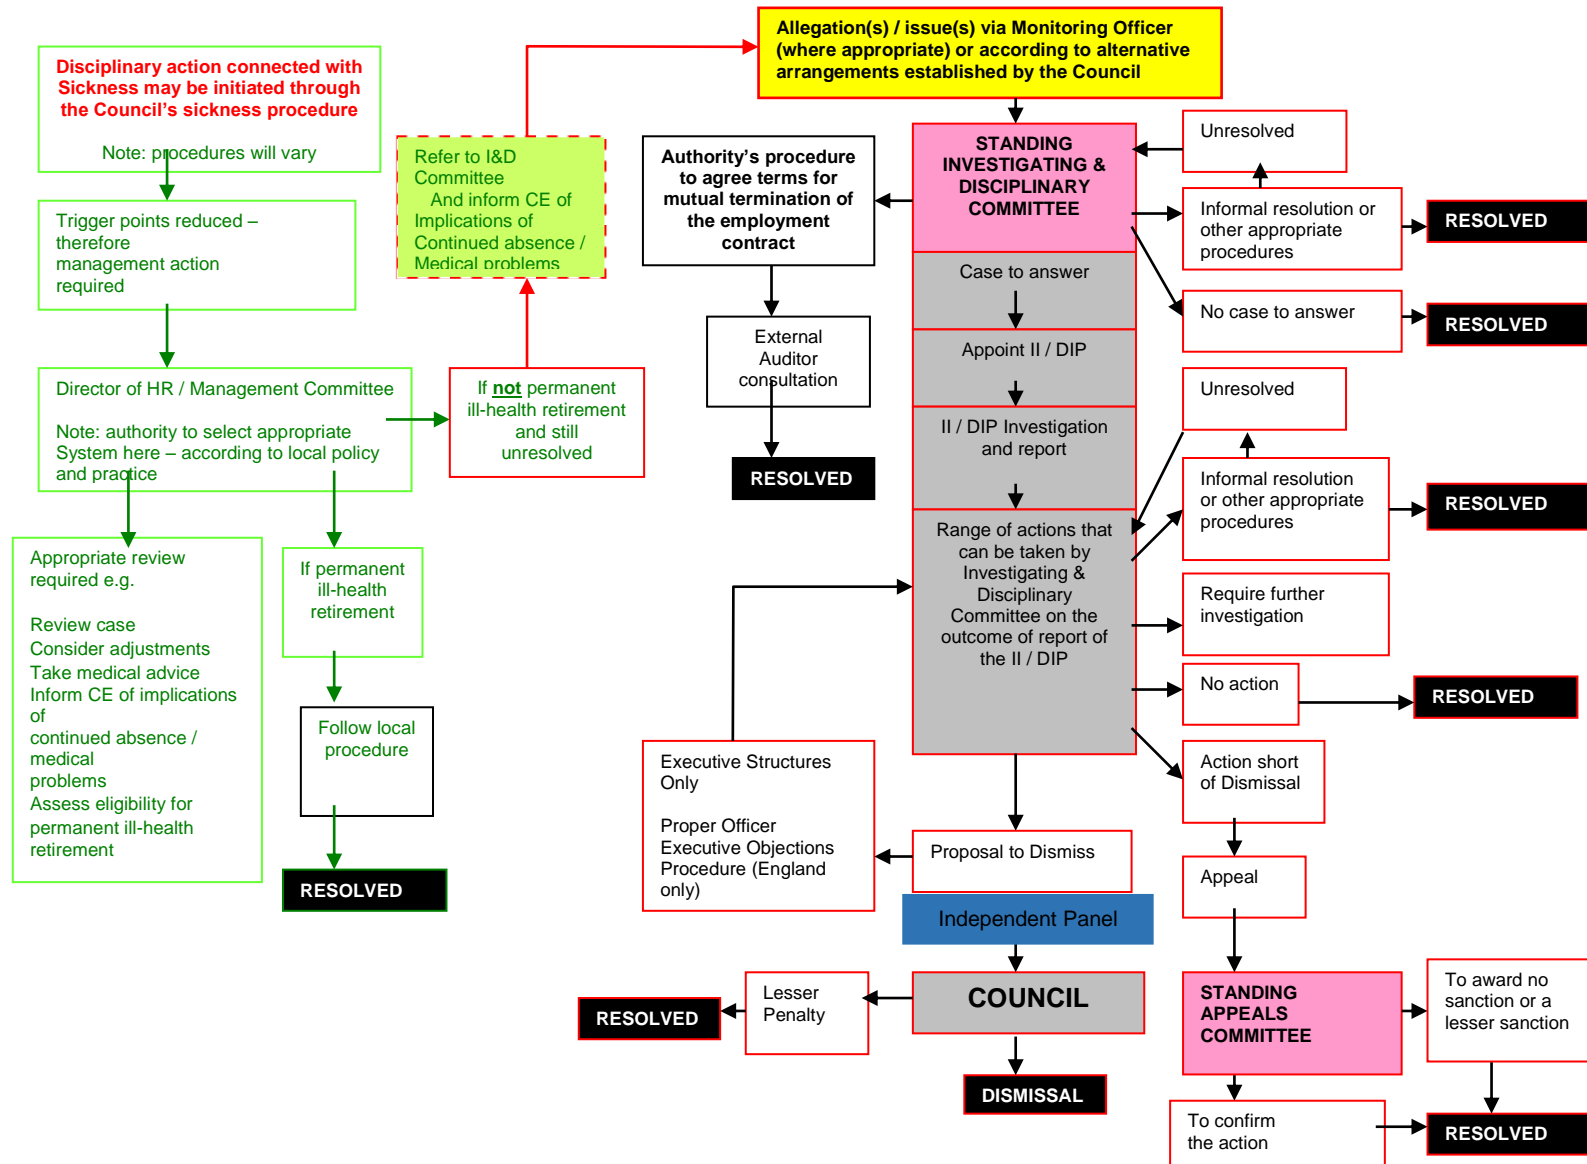 Allegation(s) / issue(s) via Monitoring Officer
(where appropriate) or according to alternative
arrangements established by the Council
Disciplinary action connected with
Sickness may be initiated through
the Council's sickness procedure
Note: procedures will vary
Trigger points reduced –
therefore
management action
required
Director of HR / Management Committee
Note: authority to select appropriate
System here – according to local policy
and practice
Appropriate review
required e.g.
Review case
Consider adjustments
Take medical advice
Inform CE of implications
of
continued absence /
medical
problems
Assess eligibility for
permanent ill-health
retirement
If permanent
ill-health
retirement
Follow local
procedure
RESOLVED
Refer to I&D
Committee
And inform CE of
Implications of
Continued absence /
Medical problems
If not permanent
ill-health retirement
and still
unresolved
Authority's procedure
to agree terms for
mutual termination of
the employment
contract
External
Auditor
consultation
RESOLVED
STANDING
INVESTIGATING &
DISCIPLINARY
COMMITTEE
Case to answer
Appoint II / DIP
II / DIP Investigation
and report
Range of actions that
can be taken by
Investigating &
Disciplinary
Committee on the
outcome of report of
the II / DIP
Unresolved
Informal resolution or
other appropriate
procedures
RESOLVED
No case to answer
RESOLVED
Unresolved
Informal resolution
or other appropriate
procedures
RESOLVED
Require further
investigation
No action
RESOLVED
Action short
of Dismissal
Appeal
Executive Structures
Only
Proper Officer
Executive Objections
Procedure (England
only)
Proposal to Dismiss
Independent Panel
COUNCIL
Lesser
Penalty
RESOLVED
DISMISSAL
STANDING
APPEALS
COMMITTEE
To award no
sanction or a
lesser sanction
To confirm
the action
RESOLVED